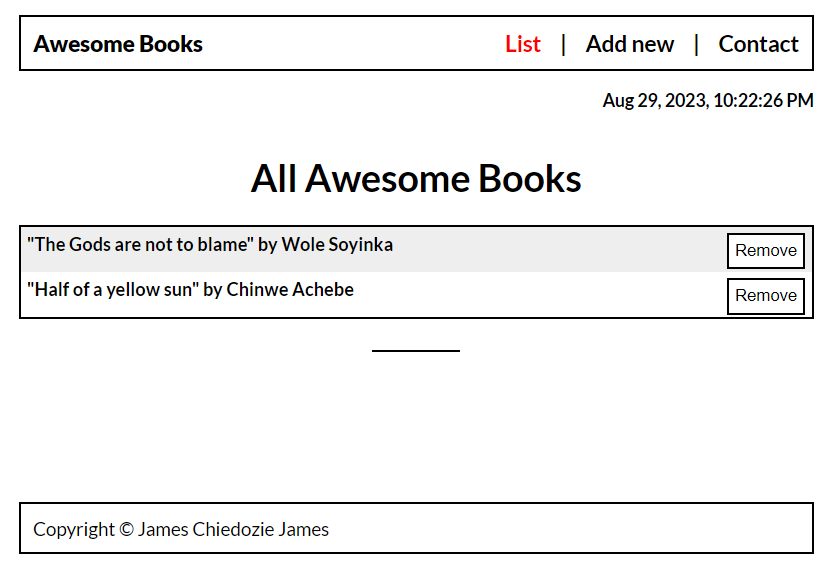 Awesome Books List | Add new | Contact
Aug 29, 2023, 10:22:26 PM
All Awesome Books
"The Gods are not to blame" by Wole Soyinka Remove
"Half of a yellow sun" by Chinwe Achebe Remove
Copyright © James Chiedozie James